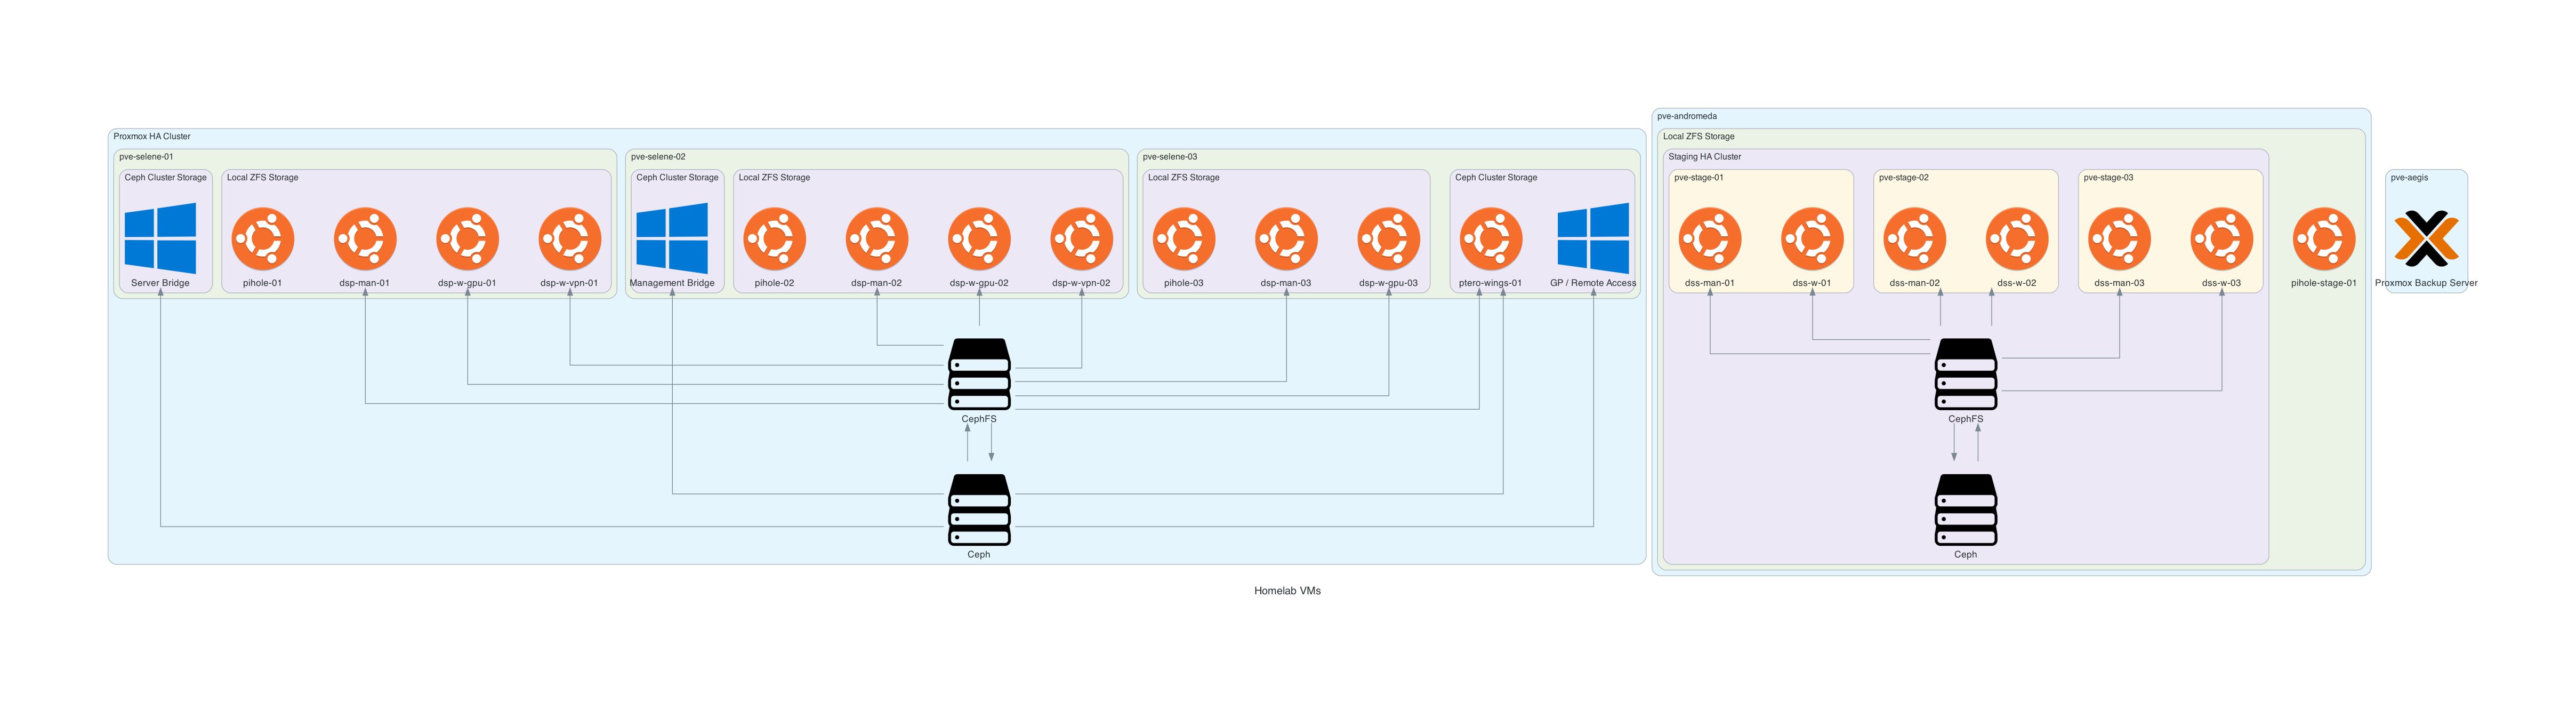 pve-andromeda
Proxmox HA Cluster
Local ZFS Storage
pve-selene-01
pve-selene-02
pve-selene-03
Staging HA Cluster
Ceph Cluster Storage
Local ZFS Storage
Ceph Cluster Storage
Local ZFS Storage
Local ZFS Storage
Ceph Cluster Storage
pve-stage-01
pve-stage-02
pve-stage-03
pve-aegis
Server Bridge
pihole-01
dsp-man-01
dsp-w-gpu-01
dsp-w-vpn-01
Management Bridge
pihole-02
dsp-man-02
dsp-w-gpu-02
dsp-w-vpn-02
pihole-03
dsp-man-03
dsp-w-gpu-03
ptero-wings-01
GP / Remote Access
dss-man-01
dss-w-01
dss-man-02
dss-w-02
dss-man-03
dss-w-03
pihole-stage-01
Proxmox Backup Server
CephFS
CephFS
Ceph
Ceph
Homelab VMs